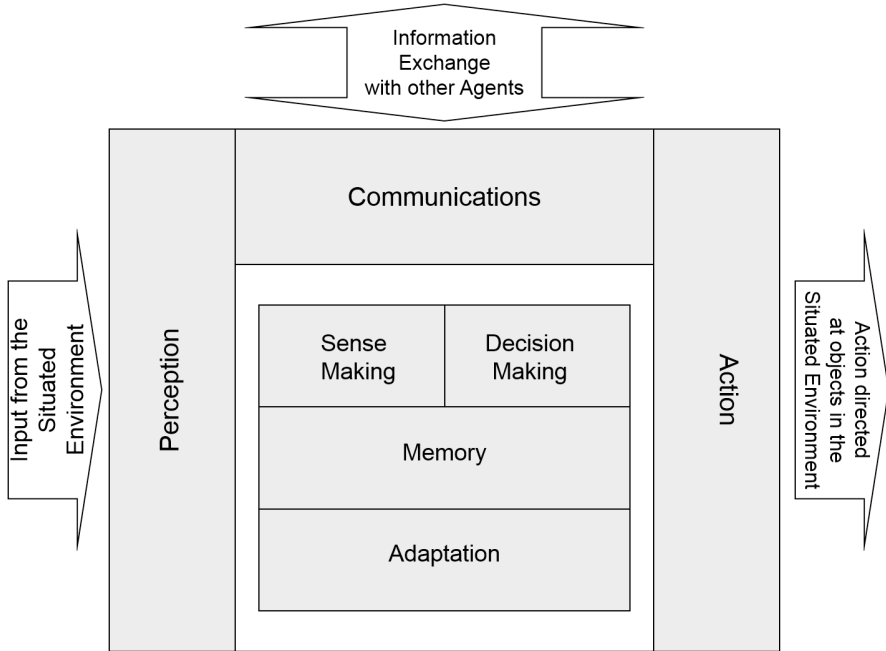 Information
Exchange
with other Agents
Communications
Input from the
Situated
Environment
Perception
Sense
Making
Decision
Making
Memory
Adaptation
Action
Action directed
at objects in the
Situated Environment